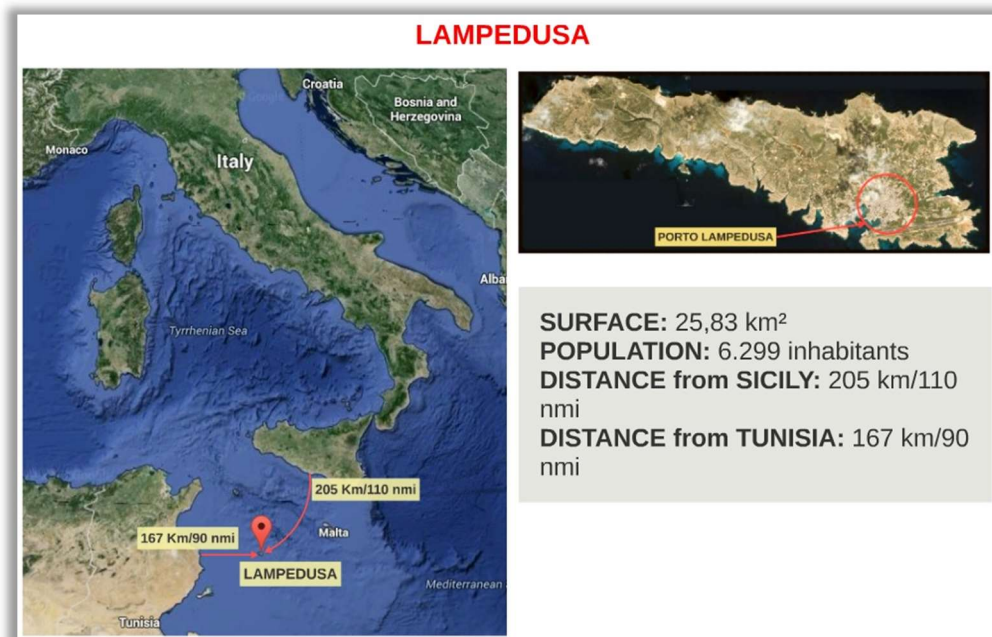 LAMPEDUSA
Croatia
Bosnia and
Herzegovina
Monaco
Italy
Tyrrhenian Sea
205 Km/110 nmi
167 Km/90 nmi
Malta
LAMPEDUSA
Mediterranean
Tunisia
PORTO LAMPEDUSA
SURFACE: 25,83 km²
POPULATION: 6.299 inhabitants
DISTANCE from SICILY: 205 km/110
nmi
DISTANCE from TUNISIA: 167 km/90
nmi